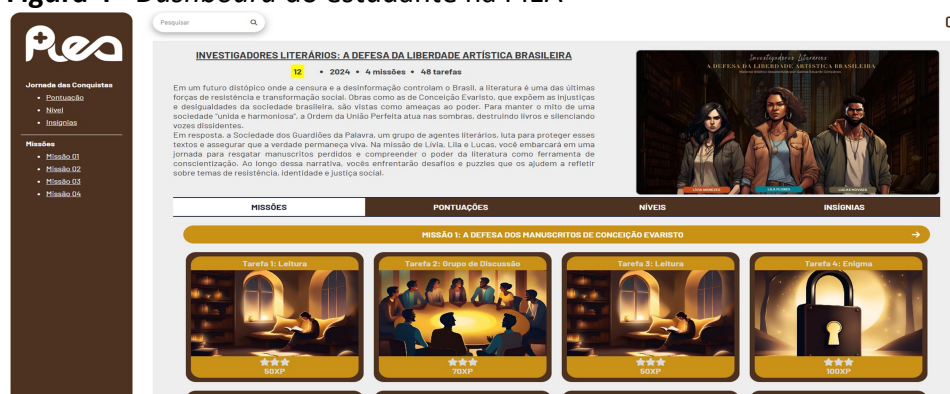 Pesquisar
Plea
Jornada das Conquistas
Pontuação
Nível
Insígnias
Missões
Missão 01
Missão 02
Missão 03
Missão 04
INVESTIGADORES LITERÁRIOS: A DEFESA DA LIBERDADE ARTÍSTICA BRASILEIRA
12 • 2024 • 4 missões • 48 tarefas
Em um futuro distópico onde a censura e a desinformação controlam o Brasil, a literatura é uma das últimas
forças de resistência e transformação social. Obras como as de Conceição Evaristo, que expõem as injustiças
e desigualdades da sociedade brasileira, são vistas como ameaças ao poder. Para manter o mito de uma
sociedade "unida e harmoniosa", a Ordem da União Perfeita atua nas sombras, destruindo livros e silenciando
vozes dissidentes.
Em resposta, a Sociedade dos Guardiões da Palavra, um grupo de agentes literários, luta para proteger esses
textos e assegurar que a verdade permaneça viva. Na missão de Lívia, Lila e Lucas, você embarcará em uma
jornada para resgatar manuscritos perdidos e compreender o poder da literatura como ferramenta de
conscientização. Ao longo dessa narrativa, vocês enfrentarão desafios e puzzles que os ajudem a refletir
sobre temas de resistência, identidade e justiça social.
Investigadores Literários:
A DEFESA DA LIBERDADE ARTÍSTICA BRASILEIRA
LILA FLORES
MISSÕES
PONTUAÇÕES
NÍVEIS
INSÍGNIAS
MISSÃO 1: A DEFESA DOS MANUSCRITOS DE CONCEIÇÃO EVARISTO
Tarefa 1: Leitura
Tarefa 2: Grupo de Discussão
Tarefa 3: Leitura
Tarefa 4: Enigma
50XP
70XP
50XP
100XP